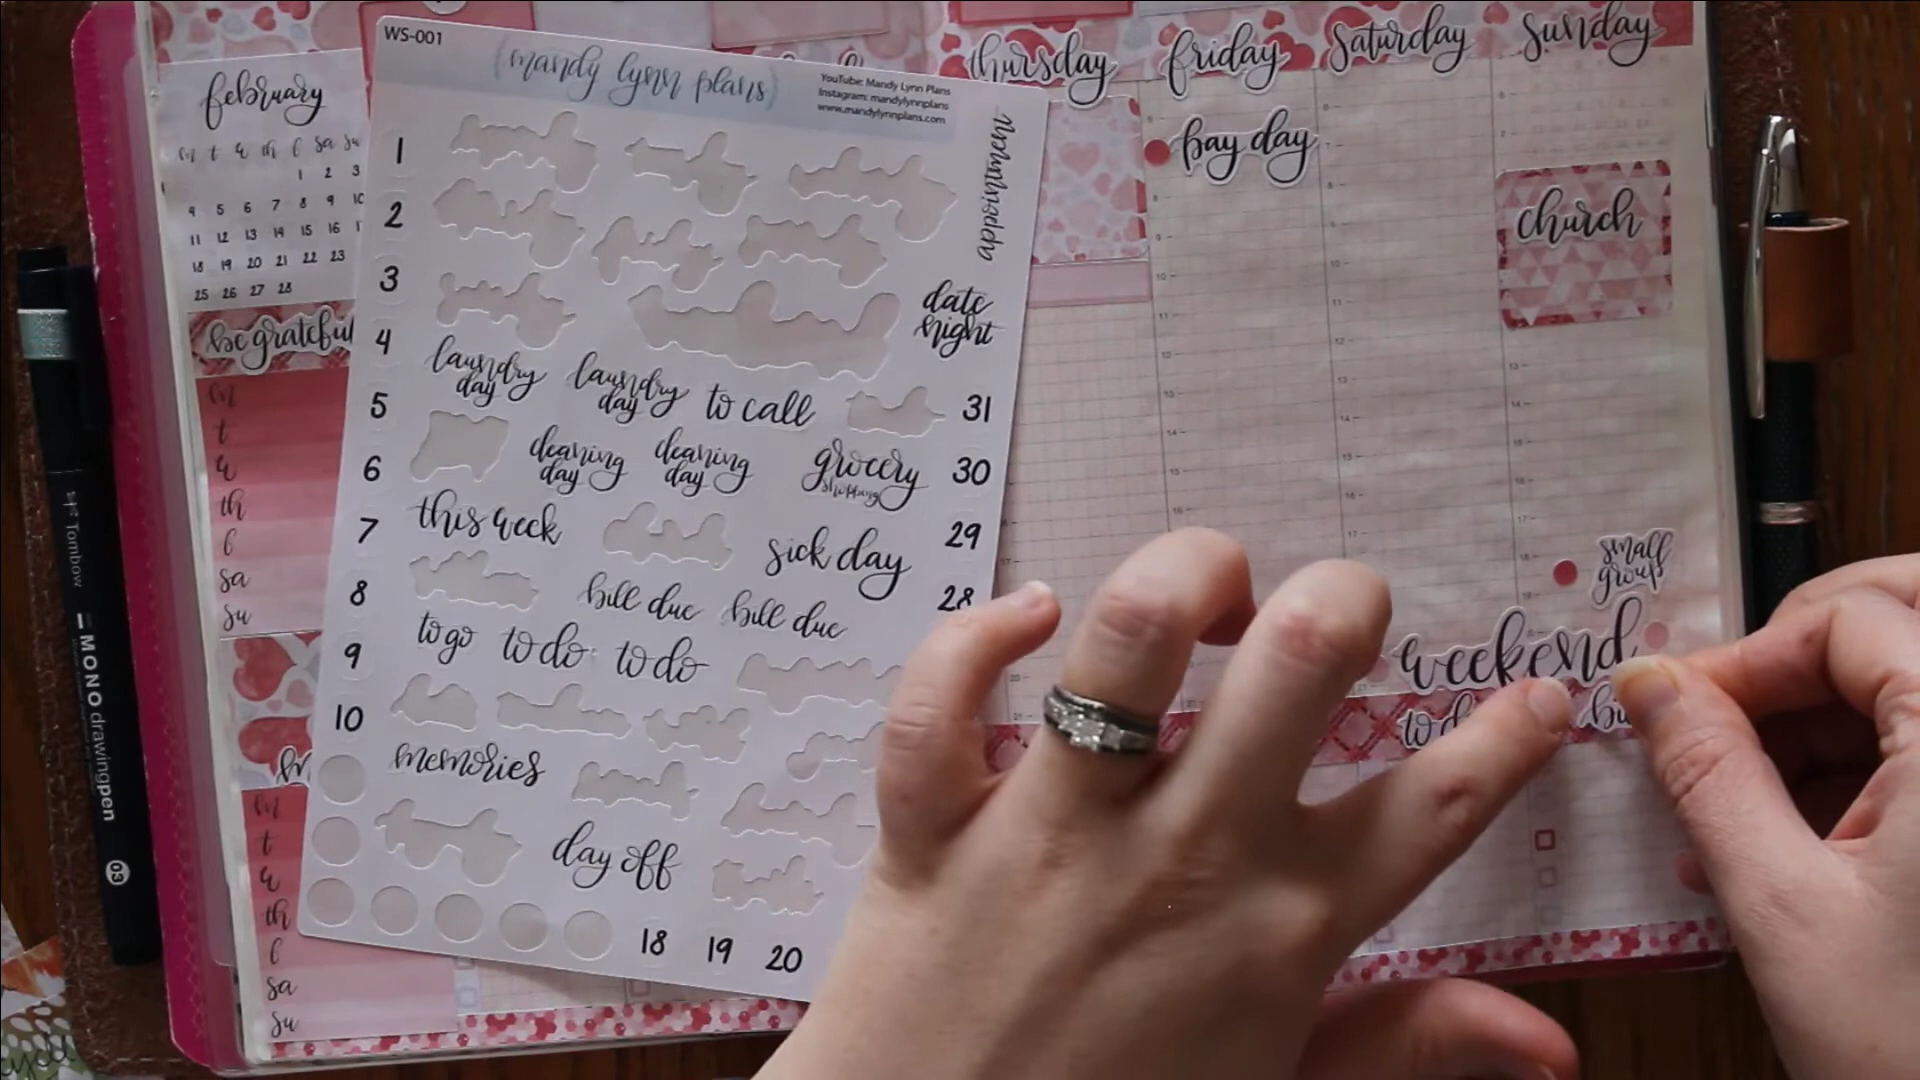 february
m t w th f sa su
1 2 3
4 5 6 7 8 9 10
11 12 13 14 15 16
18 19 20 21 22 23
25 26 27 28
be grateful
m
t
w
th
f
sa
su
m
t
w
th
f
sa
su
WS-001
(mandy lynn plans)
YouTube: Mandy Lynn Plans
Instagram: mandylynnplans
www.mandylynnplans.com
1
2
3
4
5
6
7
8
9
10
appointment
date
night
laundry
day
laundry
day
to call
31
cleaning
day
cleaning
day
grocery
shopping
30
this week
sick day
29
bill due
bill due
28
to go
to do
to do
memories
day off
18 19 20
thursday
friday
saturday
sunday
pay day
church
small
group
weekend
to d
Tombow
MONO drawing pen
03